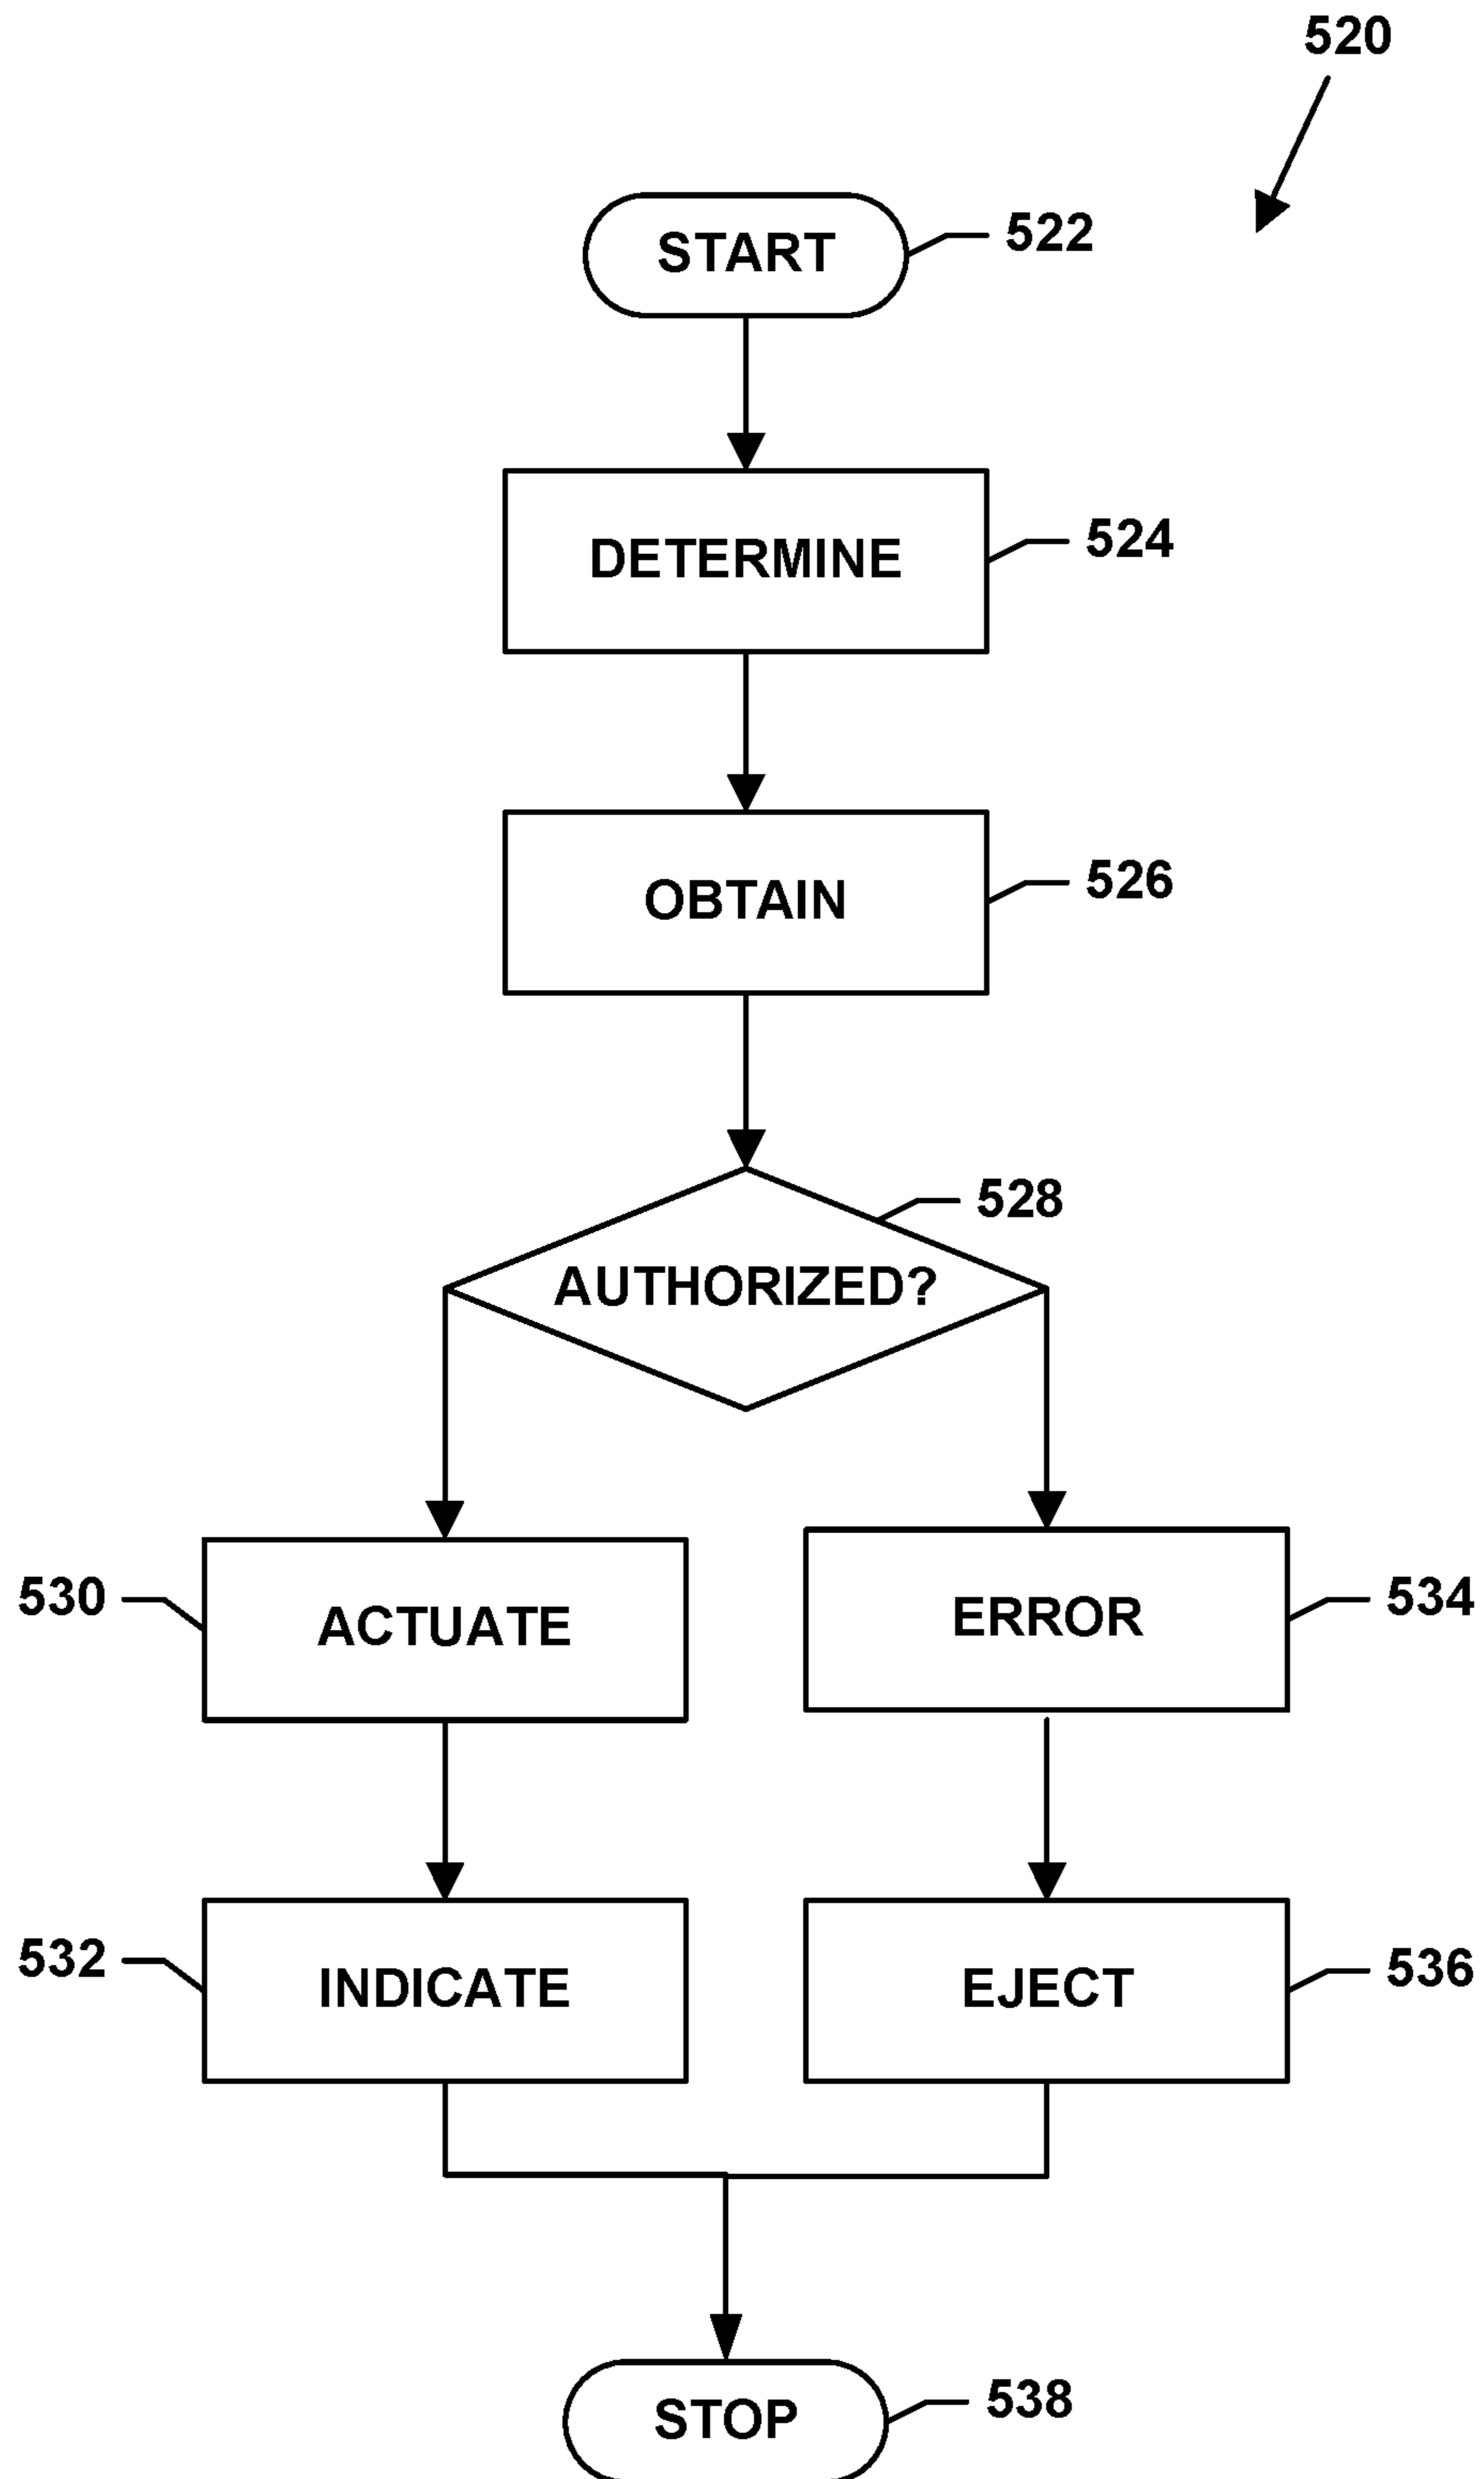 520
START
522
DETERMINE
524
OBTAIN
526
528
AUTHORIZED?
530
ACTUATE
ERROR
534
532
INDICATE
EJECT
536
STOP
538